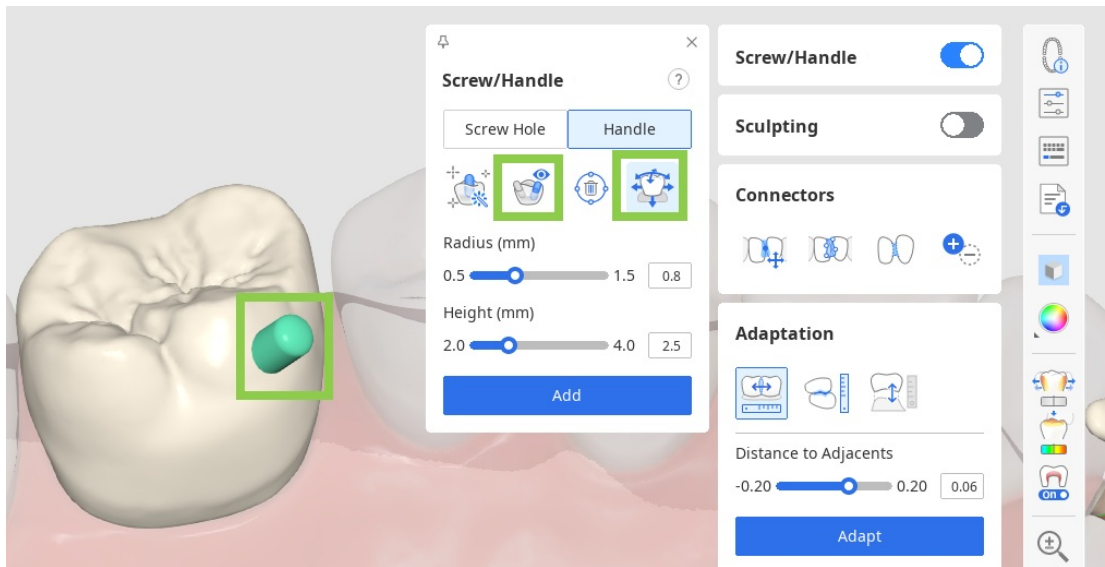 Screw/Handle
?
Screw Hole
Handle
Radius (mm)
0.5
1.5
0.8
Height (mm)
2.0
4.0
2.5
Add
Screw/Handle
Sculpting
Connectors
Adaptation
Distance to Adjacents
-0.20
0.20
0.06
Adapt
On